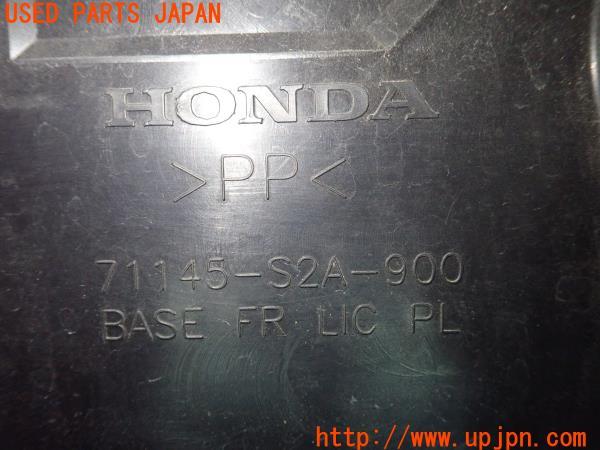 USED PARTS JAPAN
HONDA
>PP<
71145-S2A-900
BASE FR LIC PL
http://www.upjpn.com